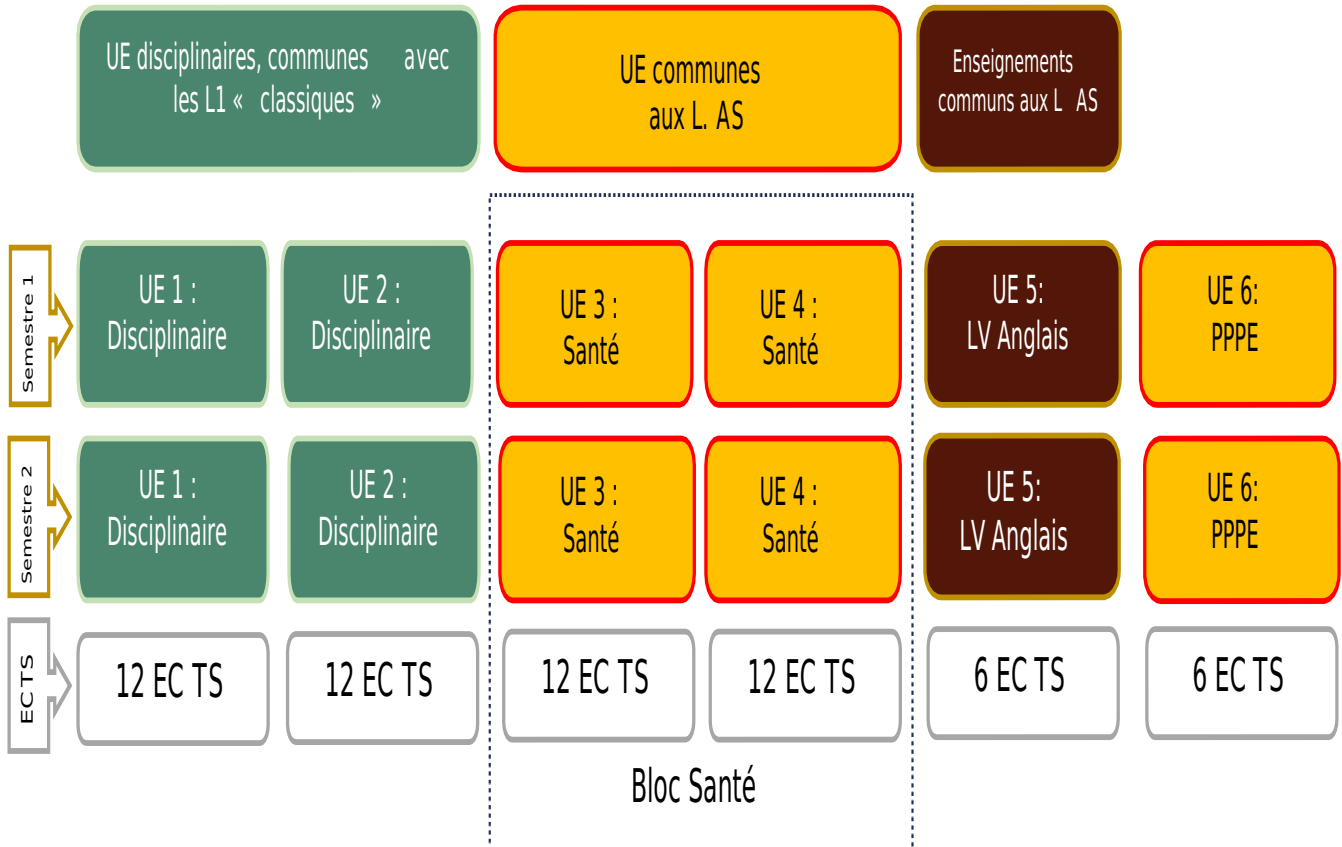 UE disciplinaires, communes avec
les L1 « classiques »
UE communes
aux L. AS
Enseignements
communs aux L AS
Semestre 1
UE 1 :
Disciplinaire
UE 2 :
Disciplinaire
UE 3 :
Santé
UE 4 :
Santé
UE 5:
LV Anglais
UE 6:
PPPE
Semestre 2
UE 1 :
Disciplinaire
UE 2 :
Disciplinaire
UE 3 :
Santé
UE 4 :
Santé
UE 5:
LV Anglais
UE 6:
PPPE
ECTS
12 EC TS
12 EC TS
12 EC TS
12 EC TS
6 EC TS
6 EC TS
Bloc Santé